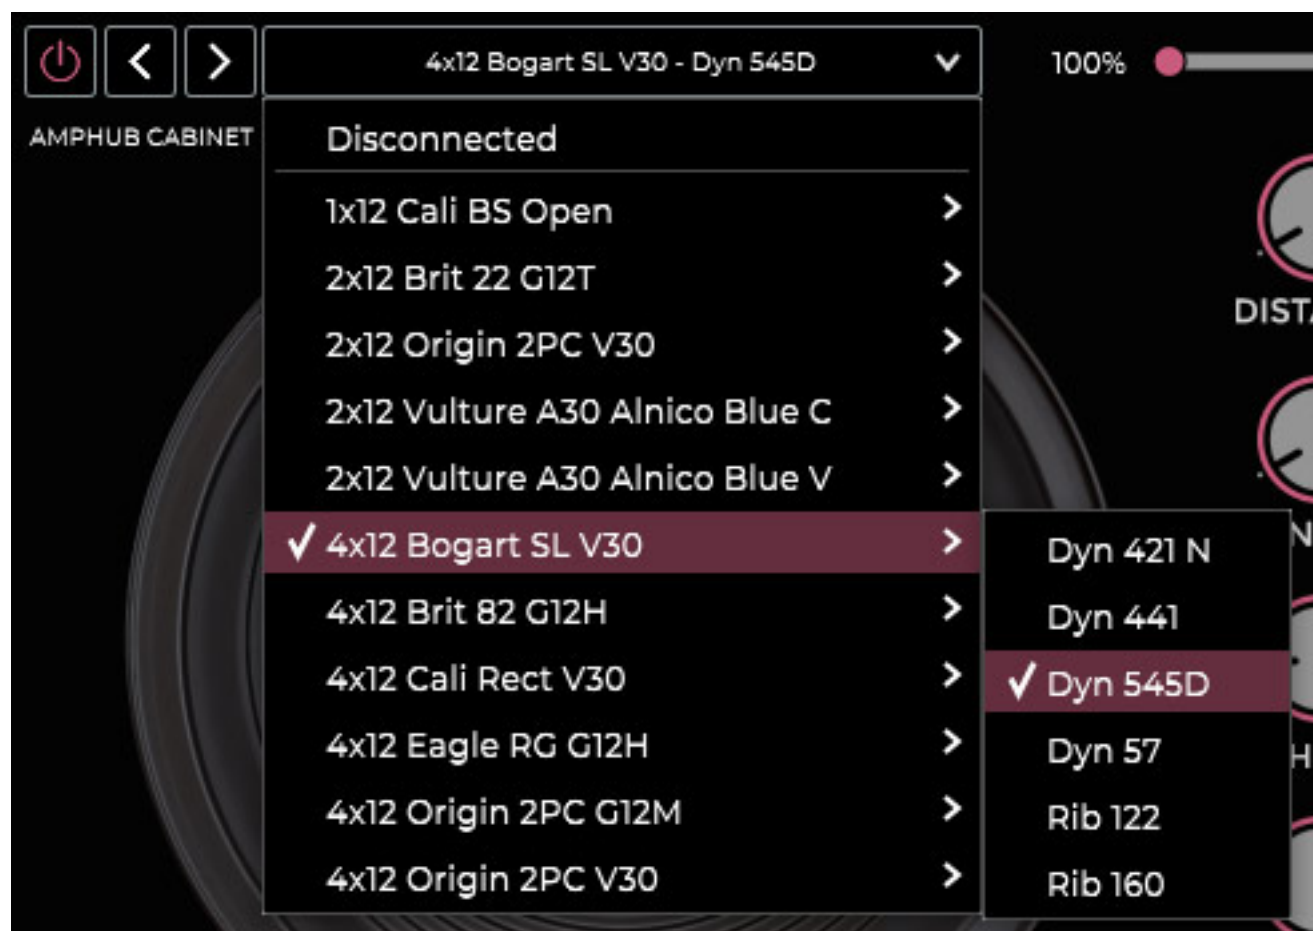 4x12 Bogart SL V30 - Dyn 545D
100%
AMPHUB CABINET
Disconnected
1x12 Cali BS Open
2x12 Brit 22 G12T
2x12 Origin 2PC V30
2x12 Vulture A30 Alnico Blue C
2x12 Vulture A30 Alnico Blue V
4x12 Bogart SL V30
4x12 Brit 82 G12H
4x12 Cali Rect V30
4x12 Eagle RG G12H
4x12 Origin 2PC G12M
4x12 Origin 2PC V30
Dyn 421 N
Dyn 441
Dyn 545D
Dyn 57
Rib 122
Rib 160